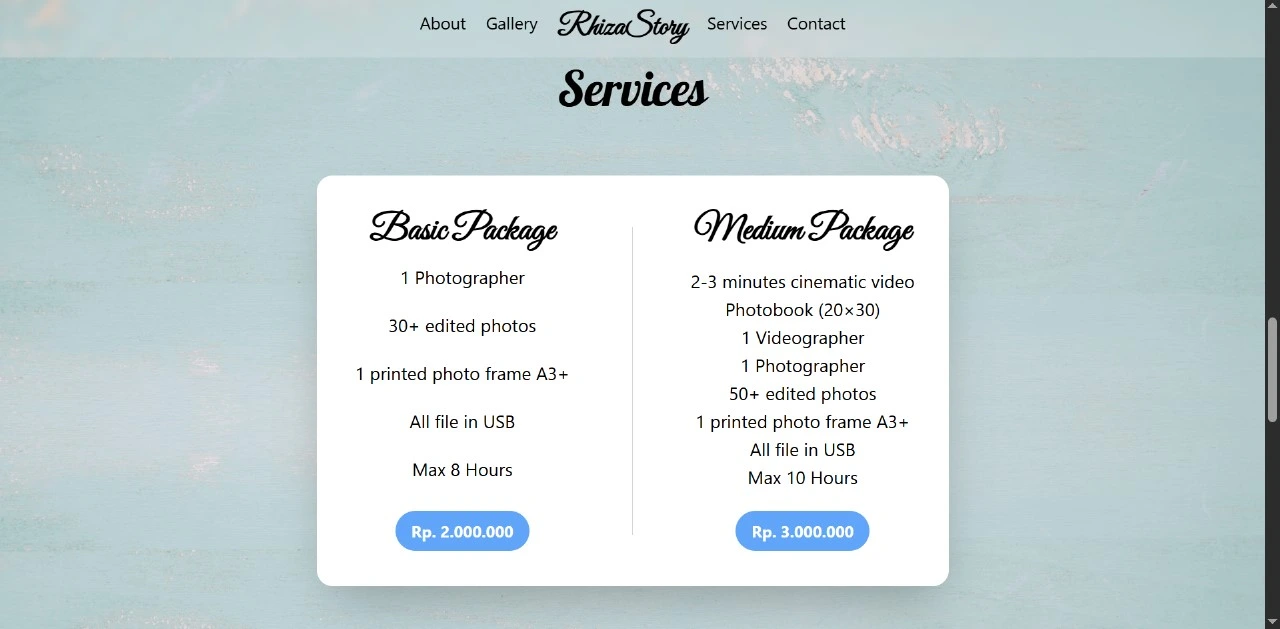 About Gallery RhizaStory Services Contact
Services
Basic Package
1 Photographer
30+ edited photos
1 printed photo frame A3+
All file in USB
Max 8 Hours
Rp. 2.000.000
Medium Package
2-3 minutes cinematic video
Photobook (20×30)
1 Videographer
1 Photographer
50+ edited photos
1 printed photo frame A3+
All file in USB
Max 10 Hours
Rp. 3.000.000